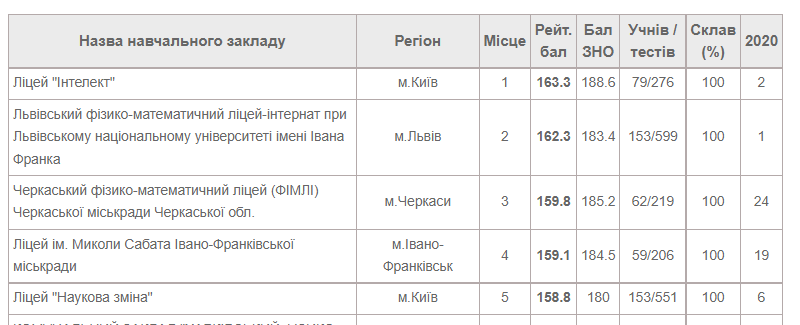 Назва навчального закладу Регіон Місце Рейт. бал Бал ЗНО Учнів / тестів Склав (%) 2020
Ліцей "Інтелект" м.Київ 1 163.3 188.6 79/276 100 2
Львівський фізико-математичний ліцей-інтернат при
Львівському національному університеті імені Івана
Франка м.Львів 2 162.3 183.4 153/599 100 1
Черкаський фізико-математичний ліцей (ФІМЛІ)
Черкаської міськради Черкаської обл. м.Черкаси 3 159.8 185.2 62/219 100 24
Ліцей ім. Миколи Сабата Івано-Франківської
міськради м.Івано-Франківськ 4 159.1 184.5 59/206 100 19
Ліцей "Наукова зміна" м.Київ 5 158.8 180 153/551 100 6